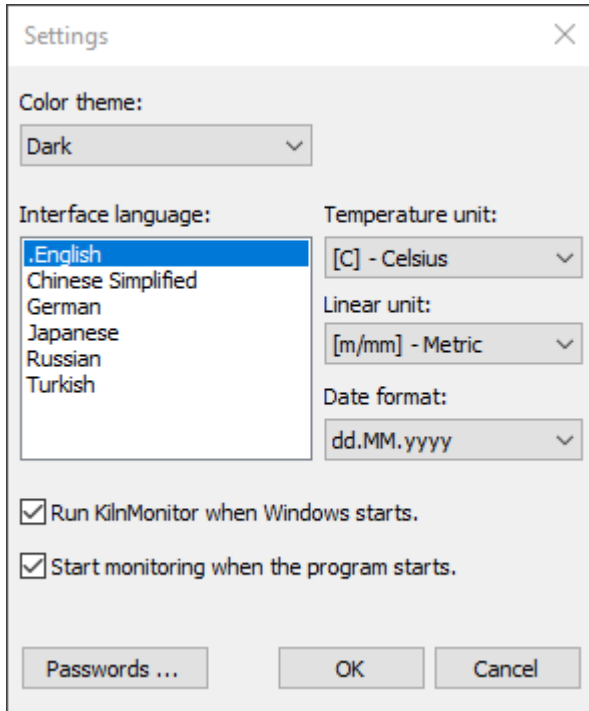 Settings
Color theme:
Dark
Interface language:
.English
Chinese Simplified
German
Japanese
Russian
Turkish
Temperature unit:
[C] - Celsius
Linear unit:
[m/mm] - Metric
Date format:
dd.MM.yyyy
Run KilnMonitor when Windows starts.
Start monitoring when the program starts.
Passwords ...
OK
Cancel